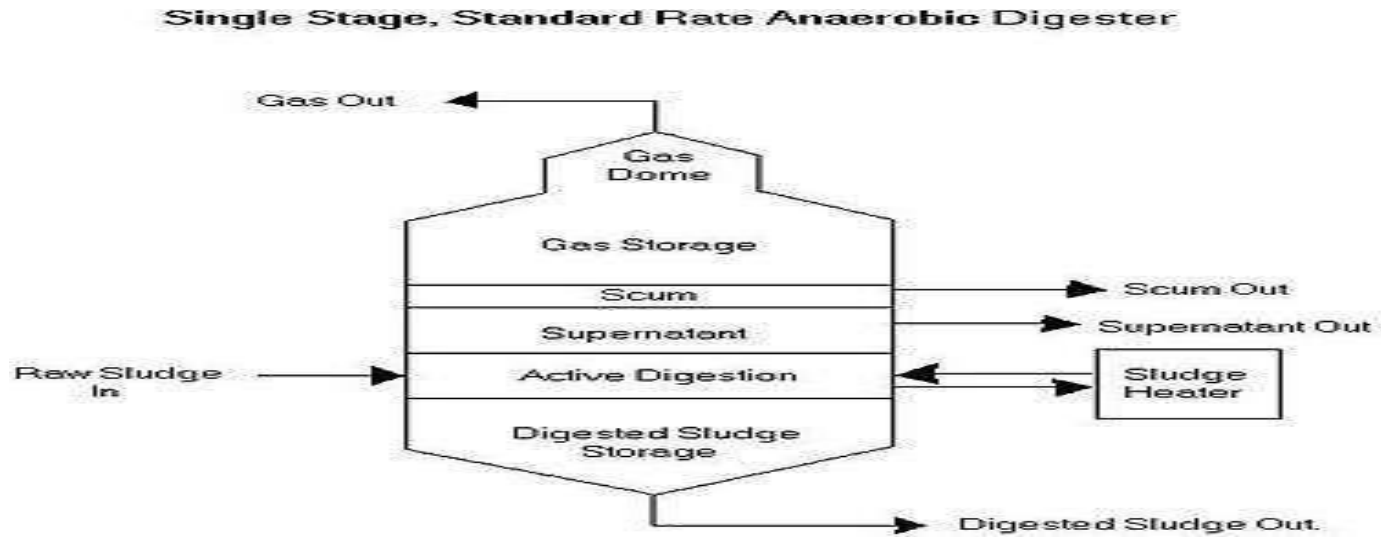 Single Stage, Standard Rate Anaerobic Digester
Gas Out
Gas
Dome
Gas Storage
Scum
Scum Out
Supernatant
Supernatant Out
Raw Sludge
In
Active Digestion
Sludge
Heater
Digested Sludge
Storage
Digested Sludge Out.